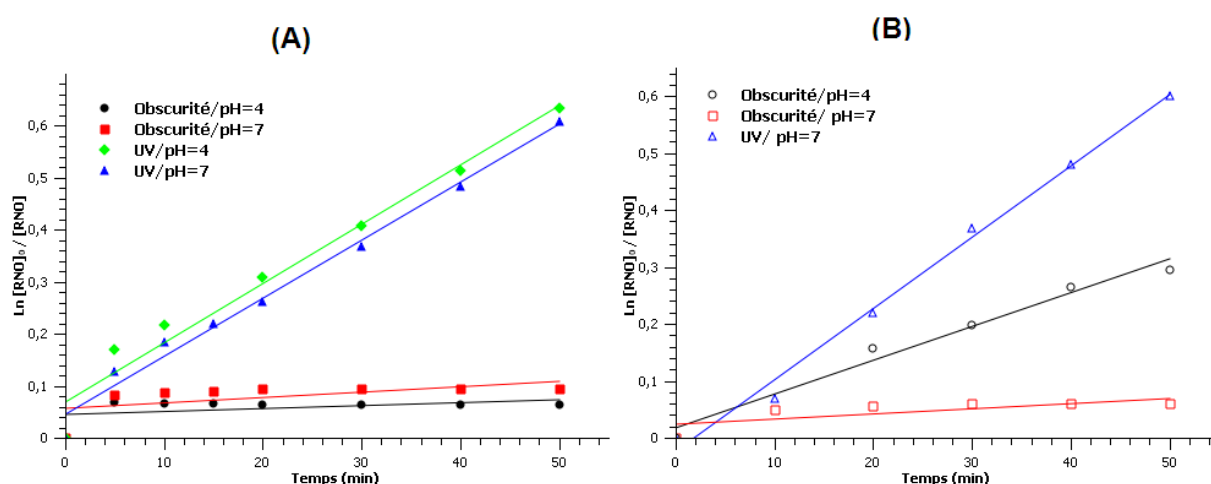 (A)
Ln [RNO]₀ / [RNO]
0,6
0,5
0,4
0,3
0,2
0,1
0
Obscurité/pH=4
Obscurité/pH=7
UV/pH=4
UV/pH=7
0 10 20 30 40 50
Temps (min)
(B)
Ln [RNO]₀ / [RNO]
0,6
0,5
0,4
0,3
0,2
0,1
0
Obscurité/pH=4
Obscurité/ pH=7
UV/ pH=7
0 10 20 30 40 50
Temps (min)